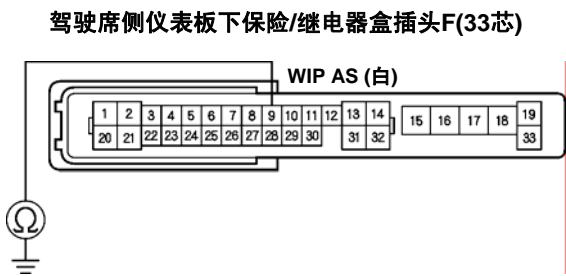 驾驶席侧仪表板下保险/继电器盒插头F(33芯)
WIP AS (白)
1 2 3 4 5 6 7 8 9 10 11 12 13 14 15 16 17 18 19
20 21 22 23 24 25 26 27 28 29 30 31 32 33
Ω